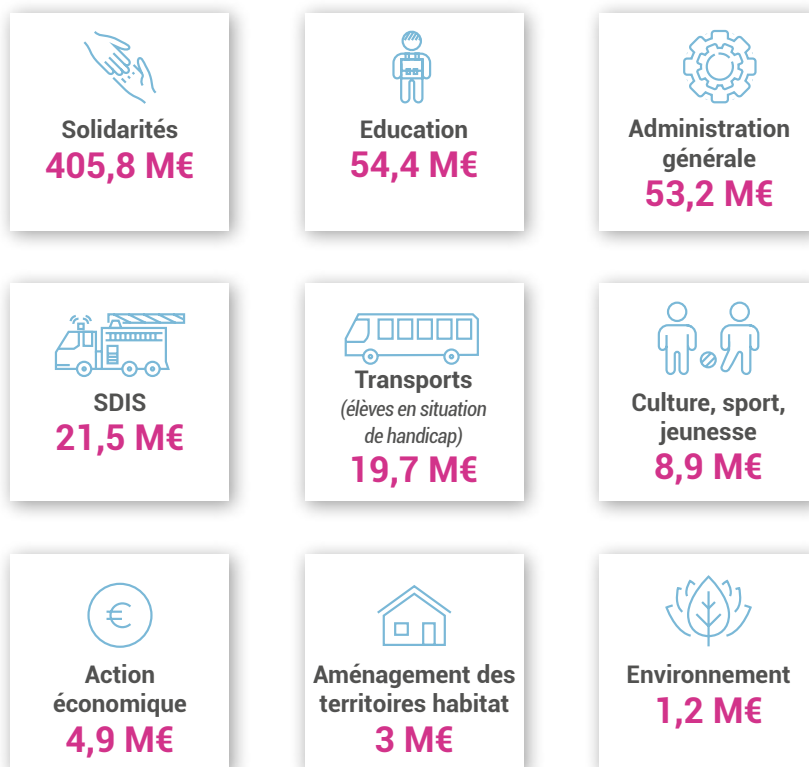 Solidarités
405,8 M€
Education
54,4 M€
Administration
générale
53,2 M€
SDIS
21,5 M€
Transports
(élèves en situation
de handicap)
19,7 M€
Culture, sport,
jeunesse
8,9 M€
Action
économique
4,9 M€
Aménagement des
territoires habitat
3 M€
Environnement
1,2 M€